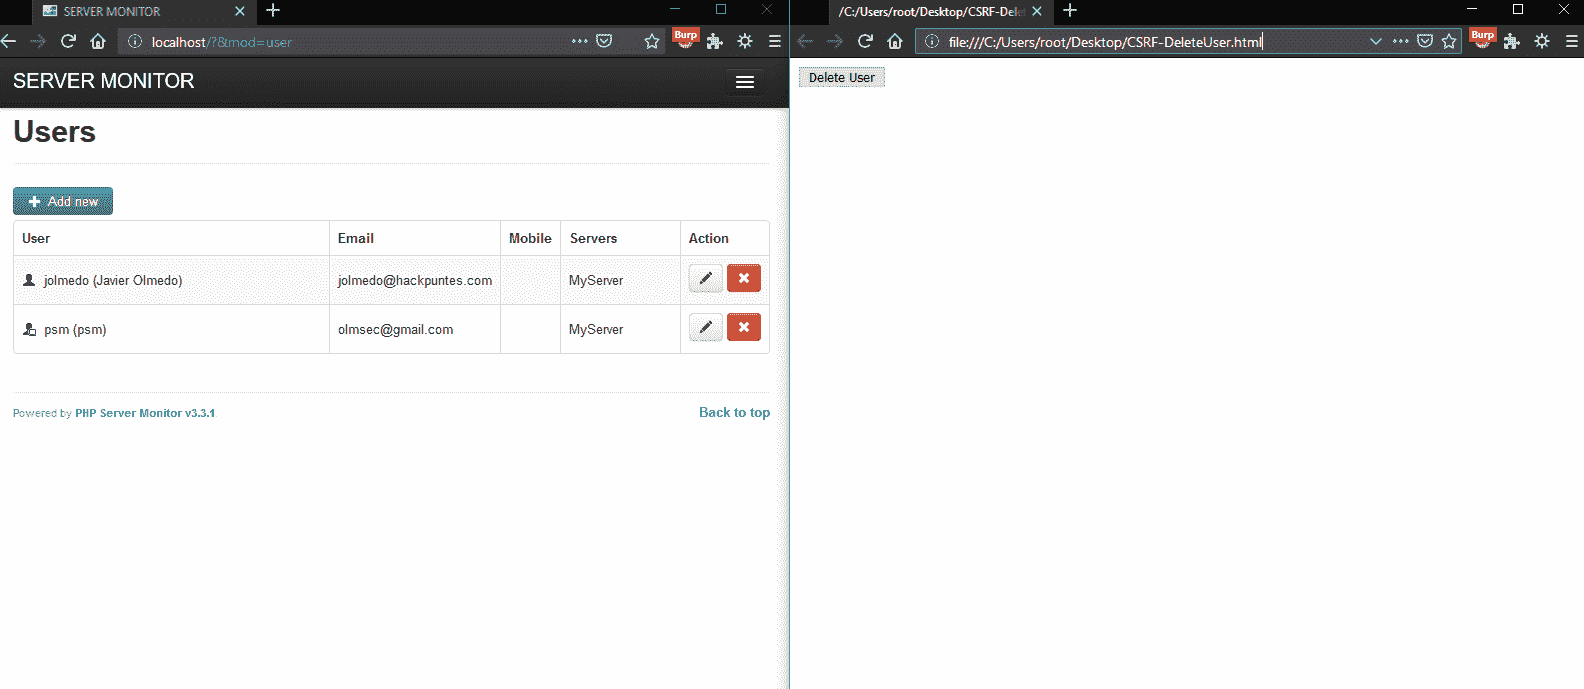 SERVER MONITOR
localhost/?&mod=user
Burp
SERVER MONITOR
Users
Add new
User Email Mobile Servers Action
jolmedo (Javier Olmedo) jolmedo@hackpuntes.com MyServer
psm (psm) olmsec@gmail.com MyServer
Powered by PHP Server Monitor v3.3.1
Back to top
/C:/Users/root/Desktop/CSRF-Dele
file:///C:/Users/root/Desktop/CSRF-DeleteUser.html
Burp
Delete User